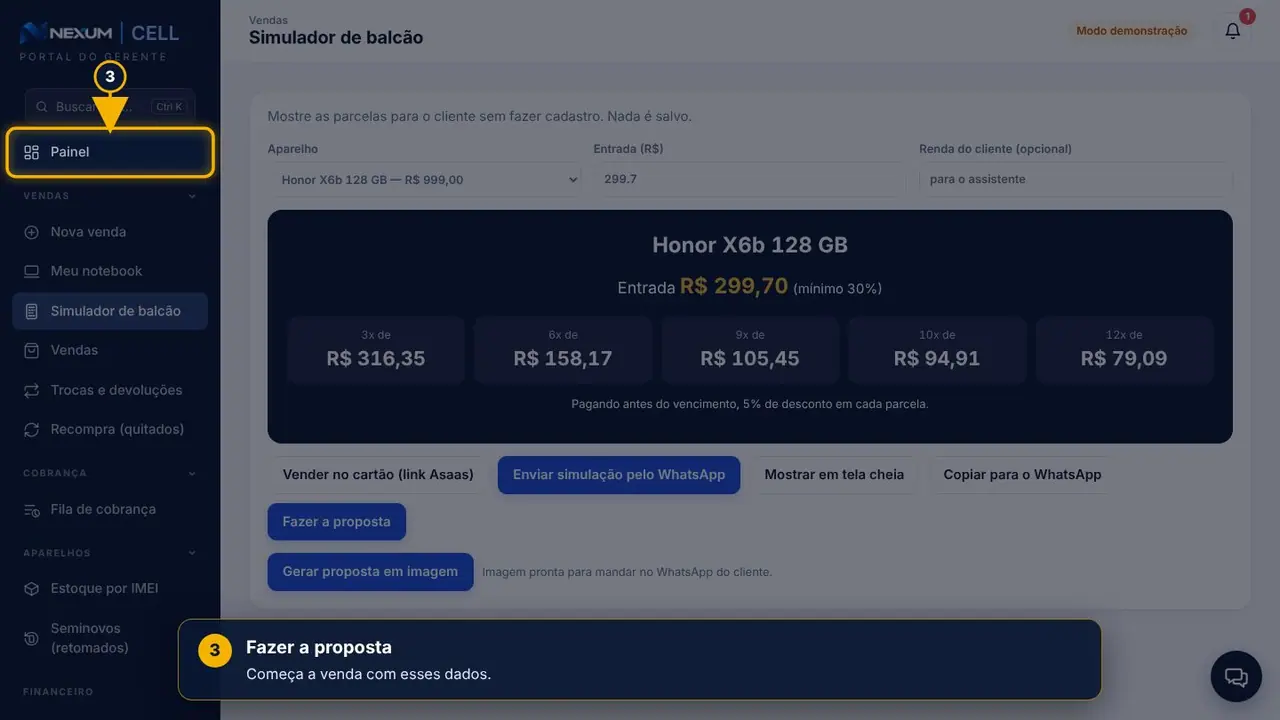 NEXUM | CELL
PORTAL DO GERENTE
3
Buscar
Ctrl K
Painel
VENDAS
Nova venda
Meu notebook
Simulador de balcão
Vendas
Trocas e devoluções
Recompra (quitados)
COBRANÇA
Fila de cobrança
APARELHOS
Estoque por IMEI
Seminovos
(retomados)
FINANCEIRO
Vendas
Simulador de balcão
Modo demonstração
1
Mostre as parcelas para o cliente sem fazer cadastro. Nada é salvo.
Aparelho
Entrada (R$)
Renda do cliente (opcional)
Honor X6b 128 GB — R$ 999,00
299.7
para o assistente
Honor X6b 128 GB
Entrada R$ 299,70 (mínimo 30%)
3x de
R$ 316,35
6x de
R$ 158,17
9x de
R$ 105,45
10x de
R$ 94,91
12x de
R$ 79,09
Pagando antes do vencimento, 5% de desconto em cada parcela.
Vender no cartão (link Asaas)
Enviar simulação pelo WhatsApp
Mostrar em tela cheia
Copiar para o WhatsApp
Fazer a proposta
Gerar proposta em imagem
Imagem pronta para mandar no WhatsApp do cliente.
3
Fazer a proposta
Começa a venda com esses dados.